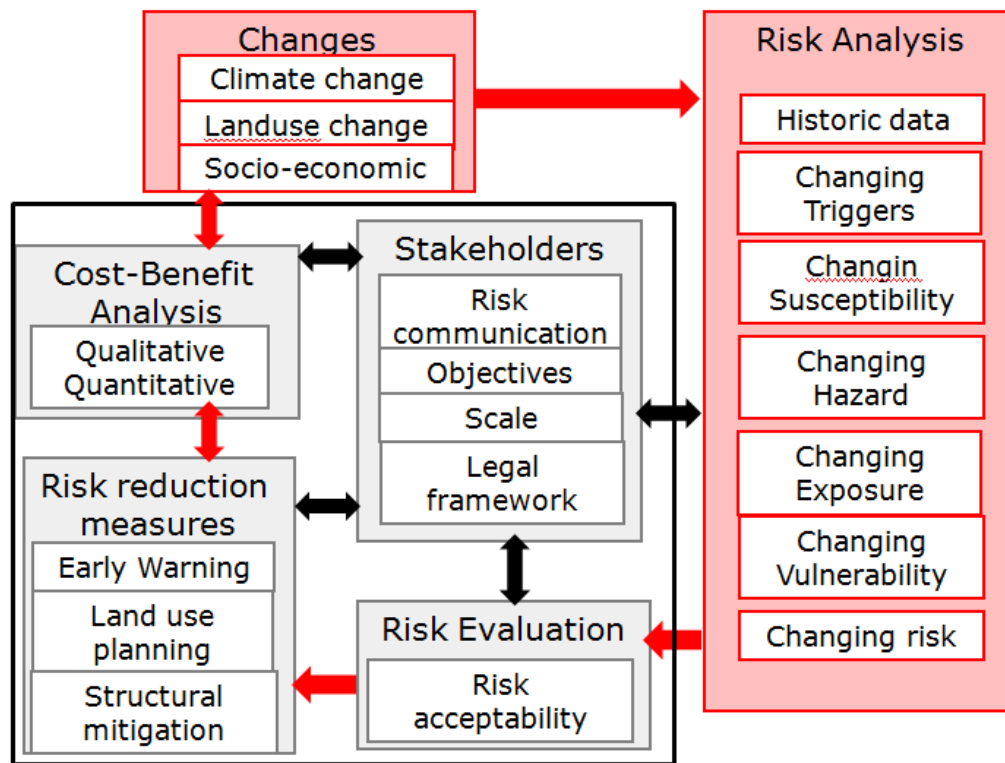 Changes
Climate change
Landuse change
Socio-economic
Risk Analysis
Historic data
Changing
Triggers
Changin
Susceptibility
Changing
Hazard
Changing
Exposure
Changing
Vulnerability
Changing risk
Cost-Benefit
Analysis
Qualitative
Quantitative
Stakeholders
Risk
communication
Objectives
Scale
Legal
framework
Risk reduction
measures
Early Warning
Land use
planning
Structural
mitigation
Risk Evaluation
Risk
acceptability